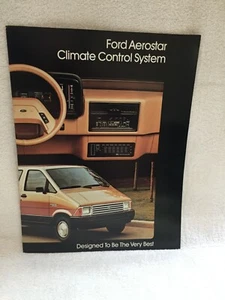 Ford Aerostar
Climate Control System
Designed To Be The Very Best